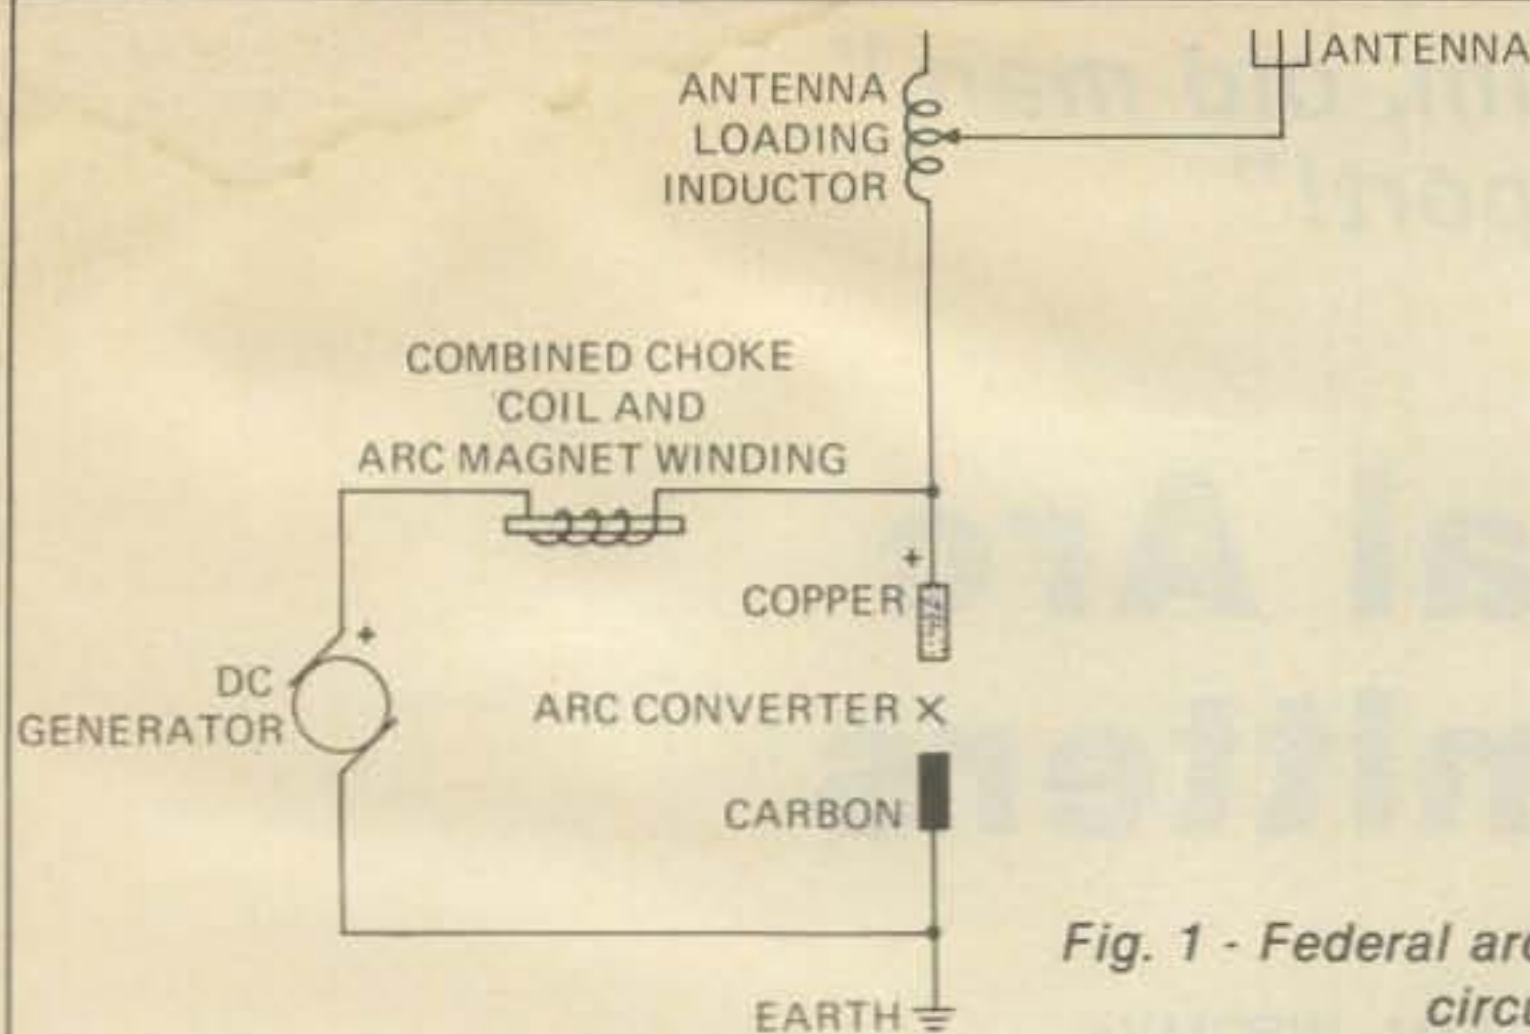 ANTENNA
ANTENNA
LOADING
INDUCTOR
COMBINED CHOKE
COIL AND
ARC MAGNET WINDING
+
+
COPPER
DC
GENERATOR
ARC CONVERTER
CARBON
Fig. 1 - Federal arc
circu
EARTH